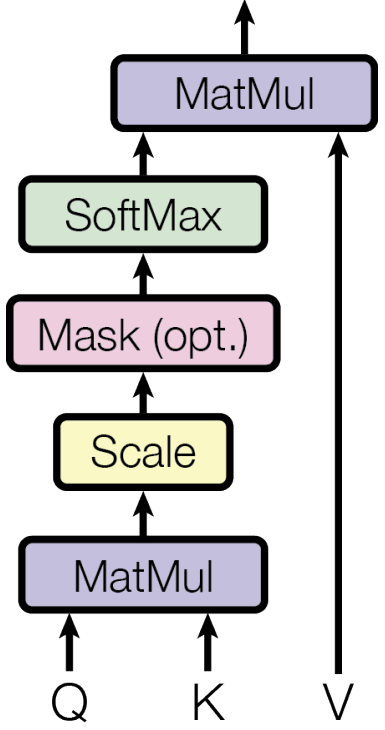 MatMul
SoftMax
Mask (opt.)
Scale
MatMul
Q K V